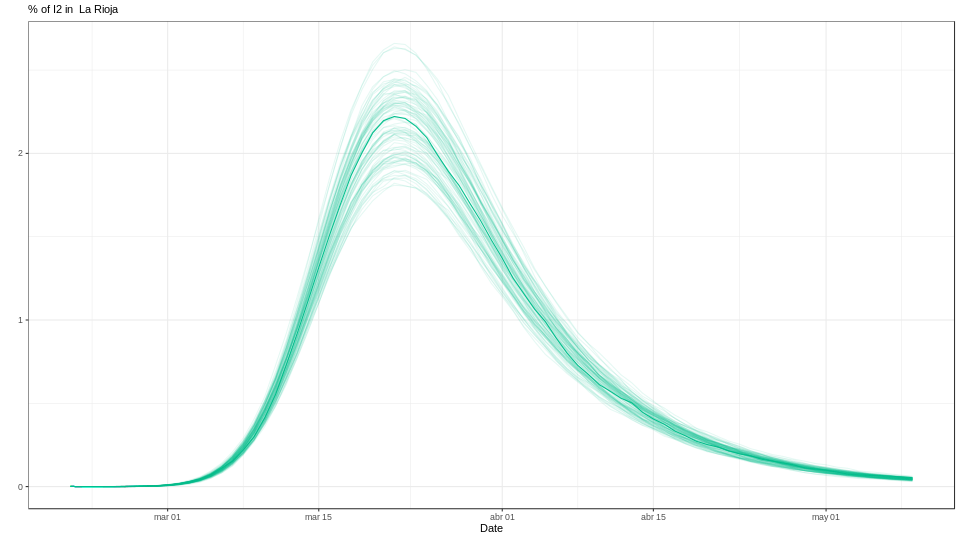 % of I2 in  La Rioja
2
1
0
mar 01
mar 15
abr 01
abr 15
may 01
Date